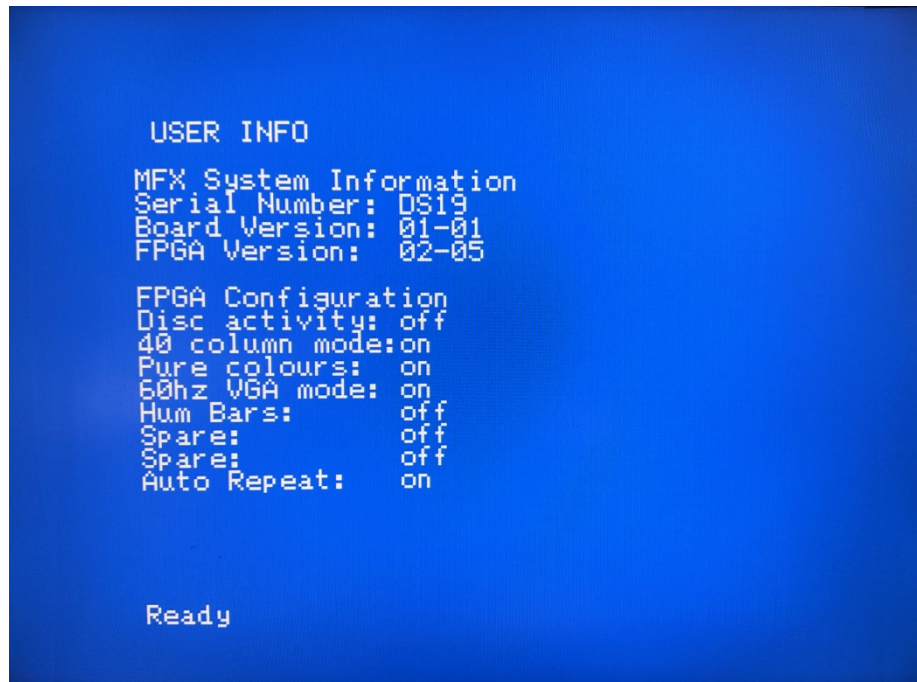 USER INFO
MFX System Information
Serial Number: DS19
Board Version: 01-01
FPGA Version: 02-05
FPGA Configuration
Disc activity: off
40 column mode:on
Pure colours: on
60hz VGA mode: on
Hum Bars: off
Spare: off
Spare: off
Auto Repeat: on
Ready